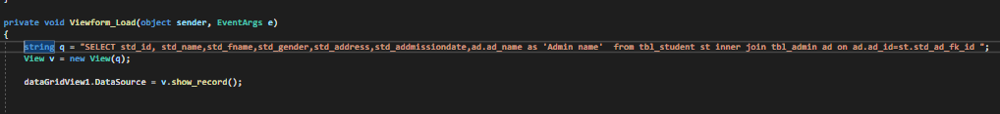 private void Viewform_Load(object sender, EventArgs e)
{
string q = "SELECT std_id, std_name,std_fname,std_gender,std_address,std_addmissiondate,ad.ad_name as 'Admin name'  from tbl_student st inner join tbl_admin ad on ad.ad_id=st.std_ad_fk_id ";
View v = new View(q);
dataGridView1.DataSource = v.show_record();